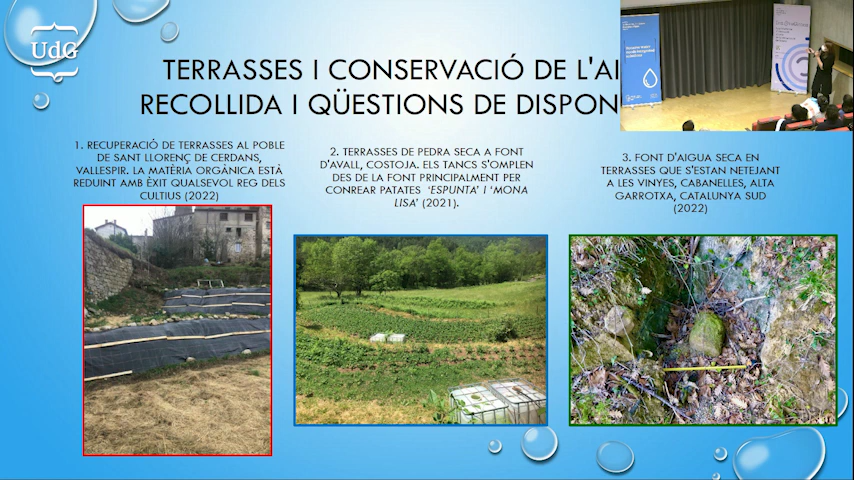 UdG
TERRASSES I CONSERVACIÓ DE L'AI
RECOLLIDA I QÜESTIONS DE DISPON
1. RECUPERACIÓ DE TERRASSES AL POBLE
DE SANT LLORENÇ DE CERDANS,
VALLESPIR. LA MATÈRIA ORGÀNICA ESTÀ
REDUINT AMB ÈXIT QUALSEVOL REG DELS
CULTIUS (2022)
2. TERRASSES DE PEDRA SECA A FONT
D'AVALL, COSTOJA. ELS TANCS S'OMPLEN
DES DE LA FONT PRINCIPALMENT PER
CONREAR PATATES 'ESPUNTA' I 'MONA
LISA' (2021).
3. FONT D'AIGUA SECA EN
TERRASSES QUE S'ESTAN NETEJANT
A LES VINYES, CABANELLES, ALTA
GARROTXA, CATALUNYA SUD
(2022)